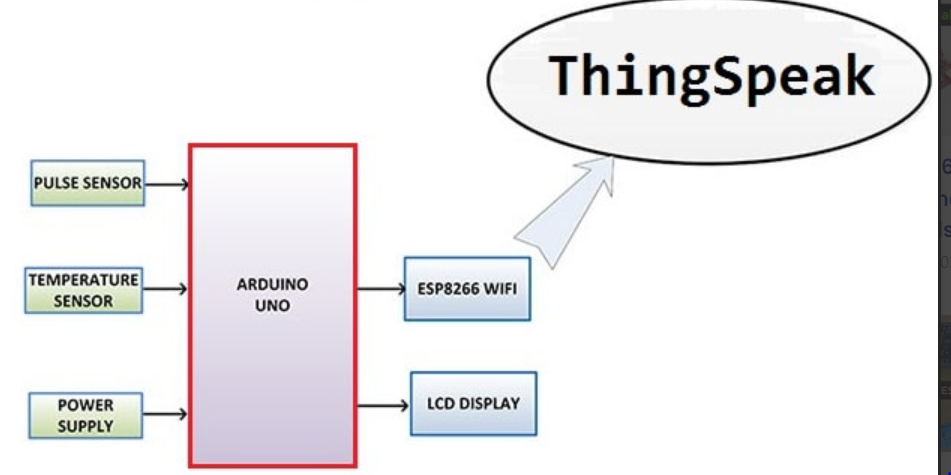 ThingSpeak
PULSE SENSOR
TEMPERATURE
SENSOR
POWER
SUPPLY
ARDUINO
UNO
ESP8266 WIFI
LCD DISPLAY